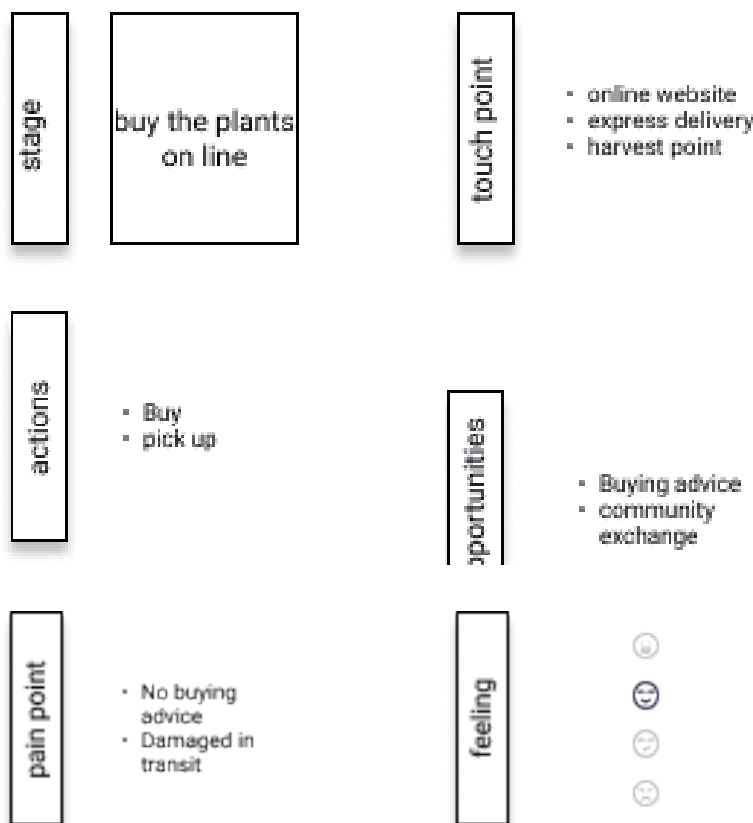 stage
buy the plants
on line
touch point
• online website
• express delivery
• harvest point
actions
• Buy
• pick up
pportunities
• Buying advice
• community
exchange
pain point
• No buying
advice
• Damaged in
transit
feeling